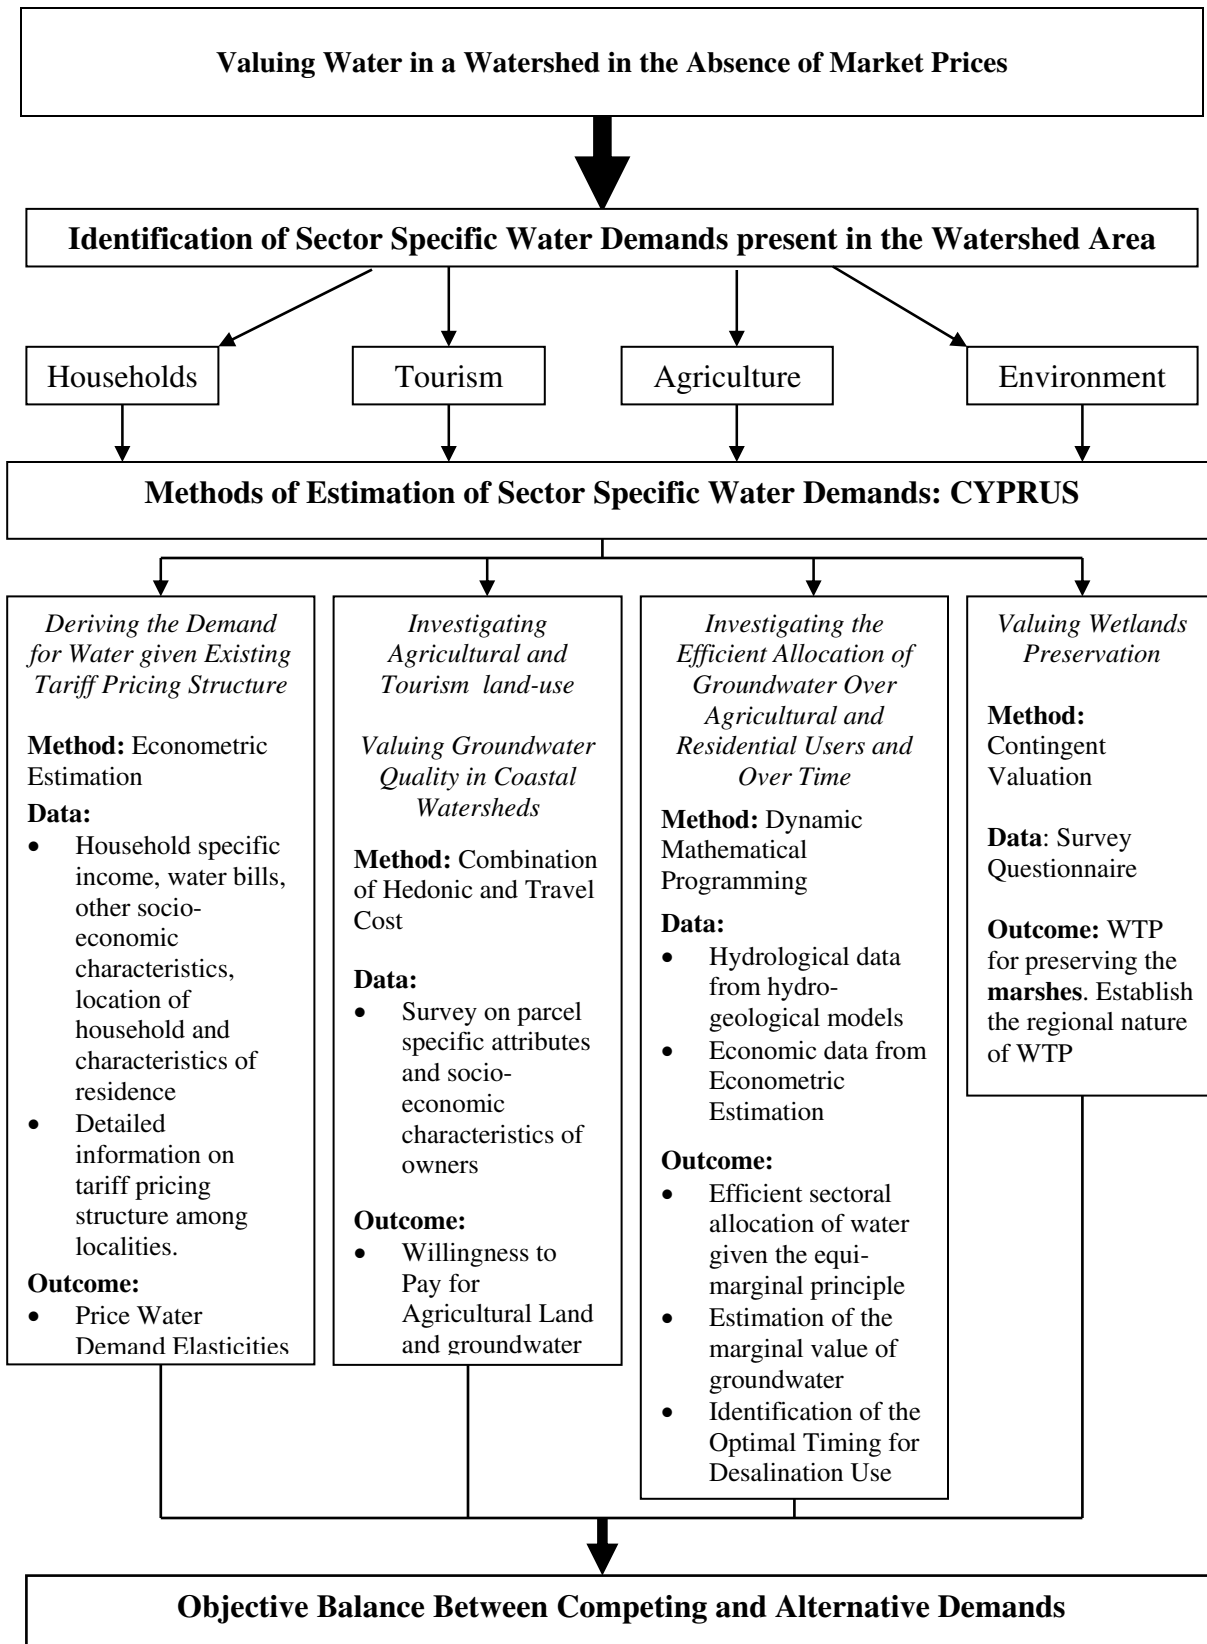 Valuing Water in a Watershed in the Absence of Market Prices
Identification of Sector Specific Water Demands present in the Watershed Area
Households
Tourism
Agriculture
Environment
Methods of Estimation of Sector Specific Water Demands: CYPRUS
Deriving the Demand
for Water given Existing
Tariff Pricing Structure
Method: Econometric
Estimation
Data:
• Household specific
income, water bills,
other socio-
economic
characteristics,
location of
household and
characteristics of
residence
• Detailed
information on
tariff pricing
structure among
localities.
Outcome:
• Price Water
Demand Elasticities
Investigating
Agricultural and
Tourism land-use
Valuing Groundwater
Quality in Coastal
Watersheds
Method: Combination
of Hedonic and Travel
Cost
Data:
• Survey on parcel
specific attributes
and socio-
economic
characteristics of
owners
Outcome:
• Willingness to
Pay for
Agricultural Land
and groundwater
Investigating the
Efficient Allocation of
Groundwater Over
Agricultural and
Residential Users and
Over Time
Method: Dynamic
Mathematical
Programming
Data:
• Hydrological data
from hydro-
geological models
• Economic data from
Econometric
Estimation
Outcome:
• Efficient sectoral
allocation of water
given the equi-
marginal principle
• Estimation of the
marginal value of
groundwater
• Identification of the
Optimal Timing for
Desalination Use
Valuing Wetlands
Preservation
Method:
Contingent
Valuation
Data: Survey
Questionnaire
Outcome: WTP
for preserving the
marshes. Establish
the regional nature
of WTP
Objective Balance Between Competing and Alternative Demands